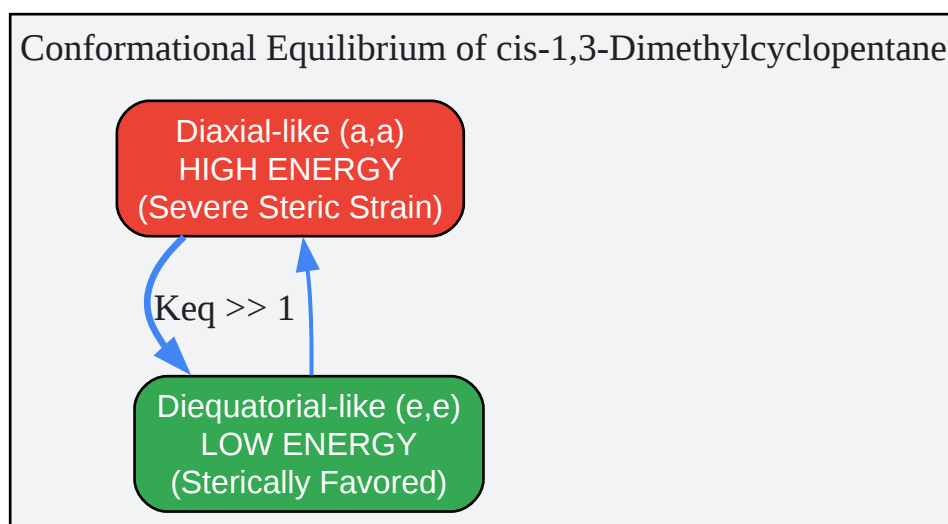 Conformational Equilibrium of cis-1,3-Dimethylcyclopentane
Diaxial-like (a,a)
HIGH ENERGY
(Severe Steric Strain)
Keq >> 1
Diequatorial-like (e,e)
LOW ENERGY
(Sterically Favored)